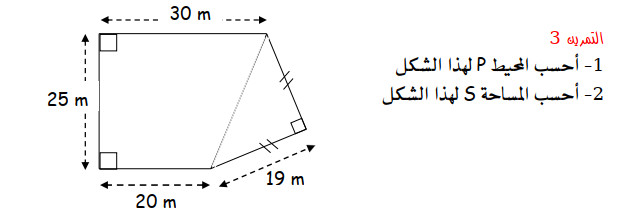 30 m
التمرين 3
1- أحسب المحيط P لهذا الشكل
2- أحسب المساحة S لهذا الشكل
25 m
19 m
20 m